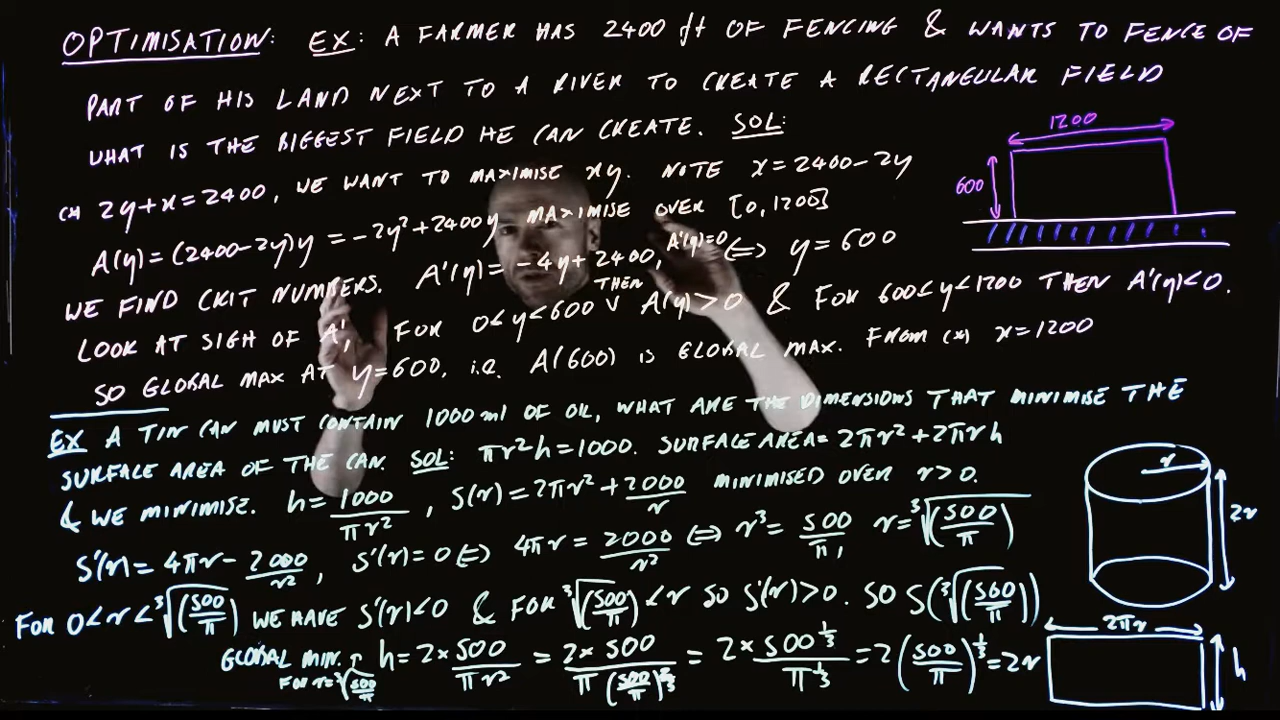 OPTIMISATION: EX: A FARMER HAS 2400 ft OF FENCING & WANTS TO FENCE OF
PART OF HIS LAND NEXT TO A RIVER TO CREATE A RECTANGULAR FIELD
WHAT IS THE BIGGEST FIELD HE CAN CREATE. SOL:
(*) 2y+x=2400, WE WANT TO MAXIMISE xy. NOTE x=2400-2y
A(y)=(2400-2y)y=-2y²+2400y MAXIMISE OVER [0,1200]
WE FIND CRIT NUMBERS. A'(y)=-4y+2400, A'(y)=0 ⇔ y=600
LOOK AT SIGN OF A', FOR 0<y<600 THEN A(y)>0 & FOR 600<y<1200 THEN A'(y)<0.
SO GLOBAL MAX AT y=600, i.e. A(600) IS GLOBAL MAX. FROM (*) x=1200
1200
600
EX A TIN CAN MUST CONTAIN 1000 ml OF OIL, WHAT ARE THE DIMENSIONS THAT MINIMISE THE
SURFACE AREA OF THE CAN. SOL: πr²h=1000. SURFACE AREA=2πr²+2πrh
& WE MINIMISE. h=1000/πr², S(r)=2πr²+2000/r MINIMISED OVER r>0.
S'(r)=4πr-2000/r², S'(r)=0 ⇔ 4πr=2000/r² ⇔ r³=500/π, r=∛(500/π)
FOR 0<r<∛(500/π) WE HAVE S'(r)<0 & FOR ∛(500/π)<r SO S'(r)>0. SO S(∛(500/π))
GLOBAL MIN. ↑ h=2×500/πr² = 2×500/π(500/π)^2/3 = 2×500^1/3/π^1/3 = 2(500/π)^1/3 = 2r
FOR r=∛500/π
r
2r
2πr
h